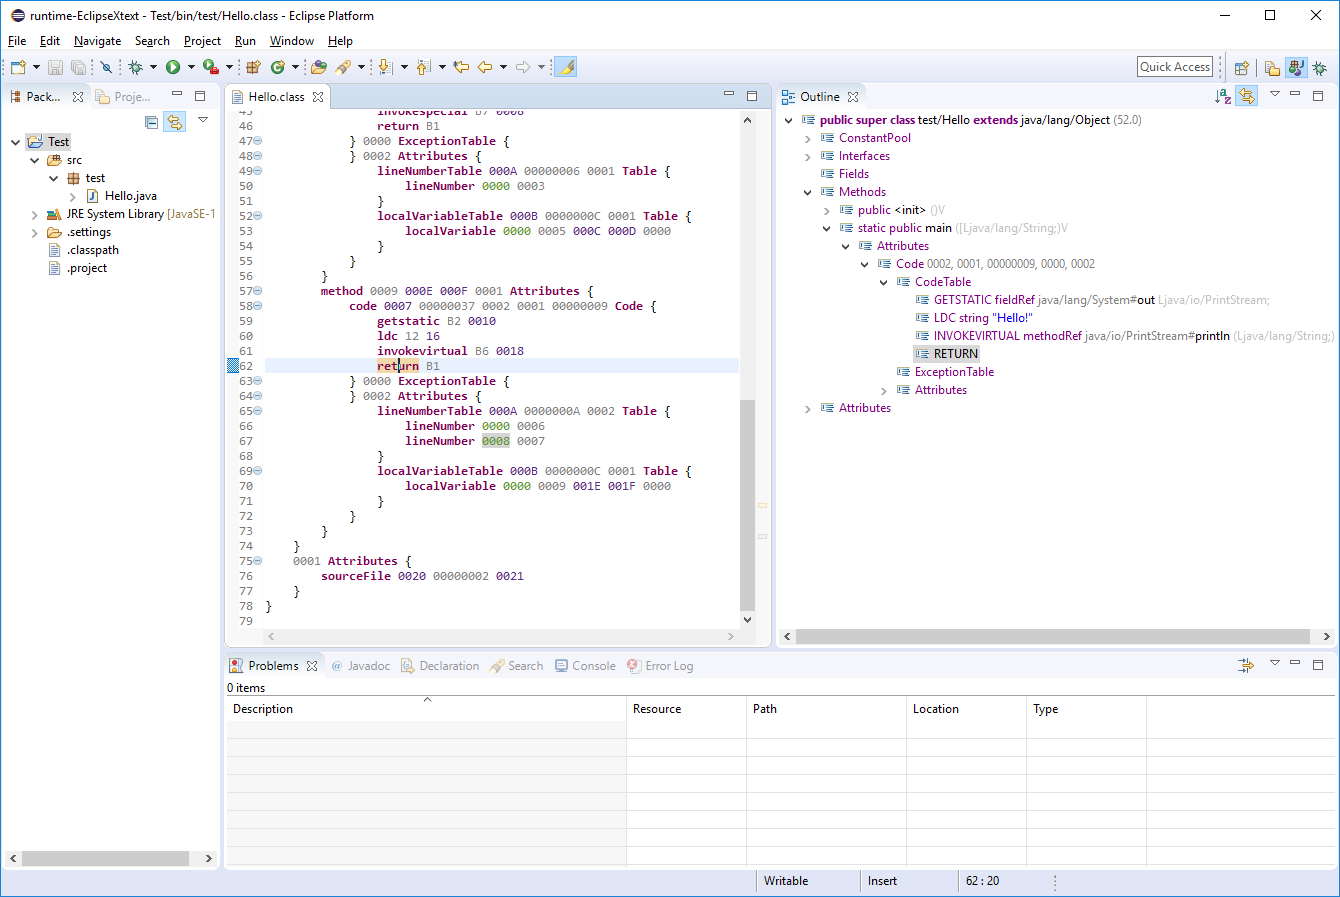 runtime-EclipseXtext - Test/bin/test/Hello.class - Eclipse Platform
File Edit Navigate Search Project Run Window Help
Quick Access
Pack...
Proje...
Test
src
test
Hello.java
JRE System Library [JavaSE-1
.settings
.classpath
.project
Hello.class
45 invokespecial B7 0008
46 return B1
47 } 0000 ExceptionTable {
48 } 0002 Attributes {
49 lineNumberTable 000A 00000006 0001 Table {
50 lineNumber 0000 0003
51 }
52 localVariableTable 000B 0000000C 0001 Table {
53 localVariable 0000 0005 000C 000D 0000
54 }
55 }
56 }
57 method 0009 000E 000F 0001 Attributes {
58 code 0007 00000037 0002 0001 00000009 Code {
59 getstatic B2 0010
60 ldc 12 16
61 invokevirtual B6 0018
62 return B1
63 } 0000 ExceptionTable {
64 } 0002 Attributes {
65 lineNumberTable 000A 0000000A 0002 Table {
66 lineNumber 0000 0006
67 lineNumber 0008 0007
68 }
69 localVariableTable 000B 0000000C 0001 Table {
70 localVariable 0000 0009 001E 001F 0000
71 }
72 }
73 }
74 }
75 0001 Attributes {
76 sourceFile 0020 00000002 0021
77 }
78 }
79
Outline
public super class test/Hello extends java/lang/Object (52.0)
ConstantPool
Interfaces
Fields
Methods
public <init> ()V
static public main ([Ljava/lang/String;)V
Attributes
Code 0002, 0001, 00000009, 0000, 0002
CodeTable
GETSTATIC fieldRef java/lang/System#out Ljava/io/PrintStream;
LDC string "Hello!"
INVOKEVIRTUAL methodRef java/io/PrintStream#println (Ljava/lang/String;)
RETURN
ExceptionTable
Attributes
Attributes
Problems @ Javadoc Declaration Search Console Error Log
0 items
Description Resource Path Location Type
Writable Insert 62 : 20